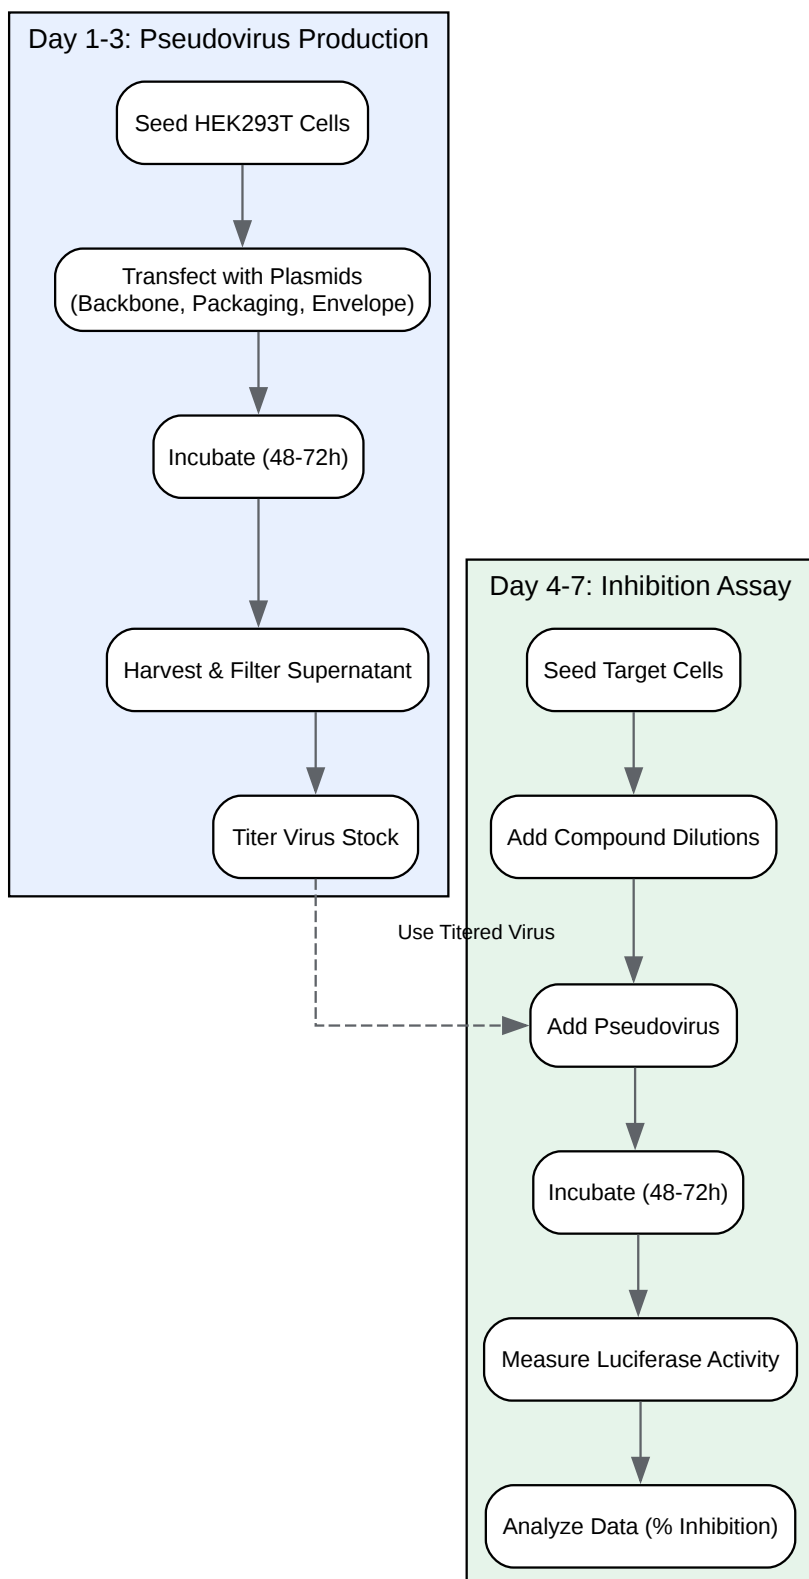 Day 1-3: Pseudovirus Production
Seed HEK293T Cells
Transfect with Plasmids
(Backbone, Packaging, Envelope)
Incubate (48-72h)
Harvest & Filter Supernatant
Titer Virus Stock
Use Titered Virus
Day 4-7: Inhibition Assay
Seed Target Cells
Add Compound Dilutions
Add Pseudovirus
Incubate (48-72h)
Measure Luciferase Activity
Analyze Data (% Inhibition)